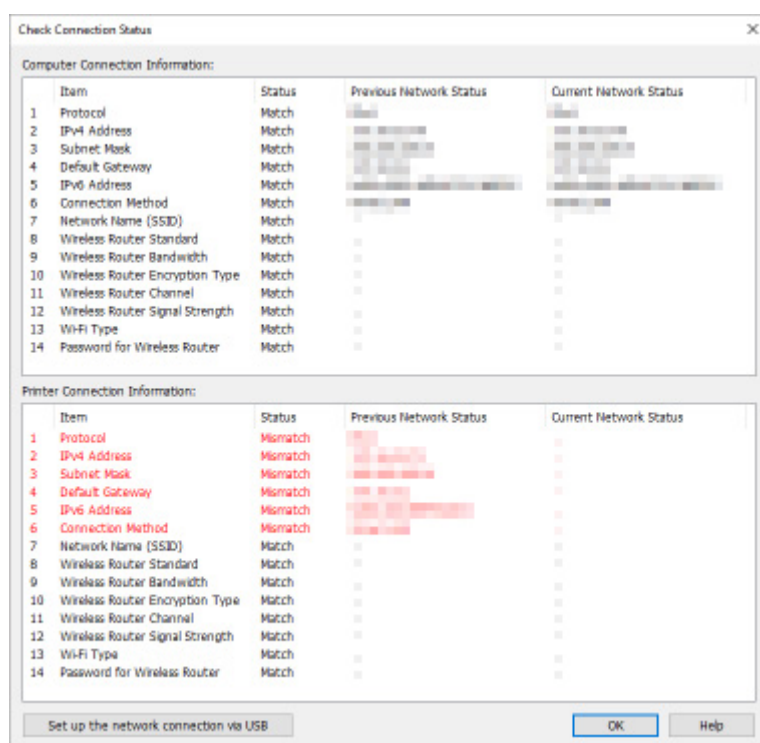 Check Connection Status
Computer Connection Information:
Item Status Previous Network Status Current Network Status
1 Protocol Match
2 IPv4 Address Match
3 Subnet Mask Match
4 Default Gateway Match
5 IPv6 Address Match
6 Connection Method Match
7 Network Name (SSID) Match
8 Wireless Router Standard Match
9 Wireless Router Bandwidth Match
10 Wireless Router Encryption Type Match
11 Wireless Router Channel Match
12 Wireless Router Signal Strength Match
13 Wi-Fi Type Match
14 Password for Wireless Router Match
Printer Connection Information:
Item Status Previous Network Status Current Network Status
1 Protocol Mismatch
2 IPv4 Address Mismatch
3 Subnet Mask Mismatch
4 Default Gateway Mismatch
5 IPv6 Address Mismatch
6 Connection Method Mismatch
7 Network Name (SSID) Match
8 Wireless Router Standard Match
9 Wireless Router Bandwidth Match
10 Wireless Router Encryption Type Match
11 Wireless Router Channel Match
12 Wireless Router Signal Strength Match
13 Wi-Fi Type Match
14 Password for Wireless Router Match
Set up the network connection via USB OK Help